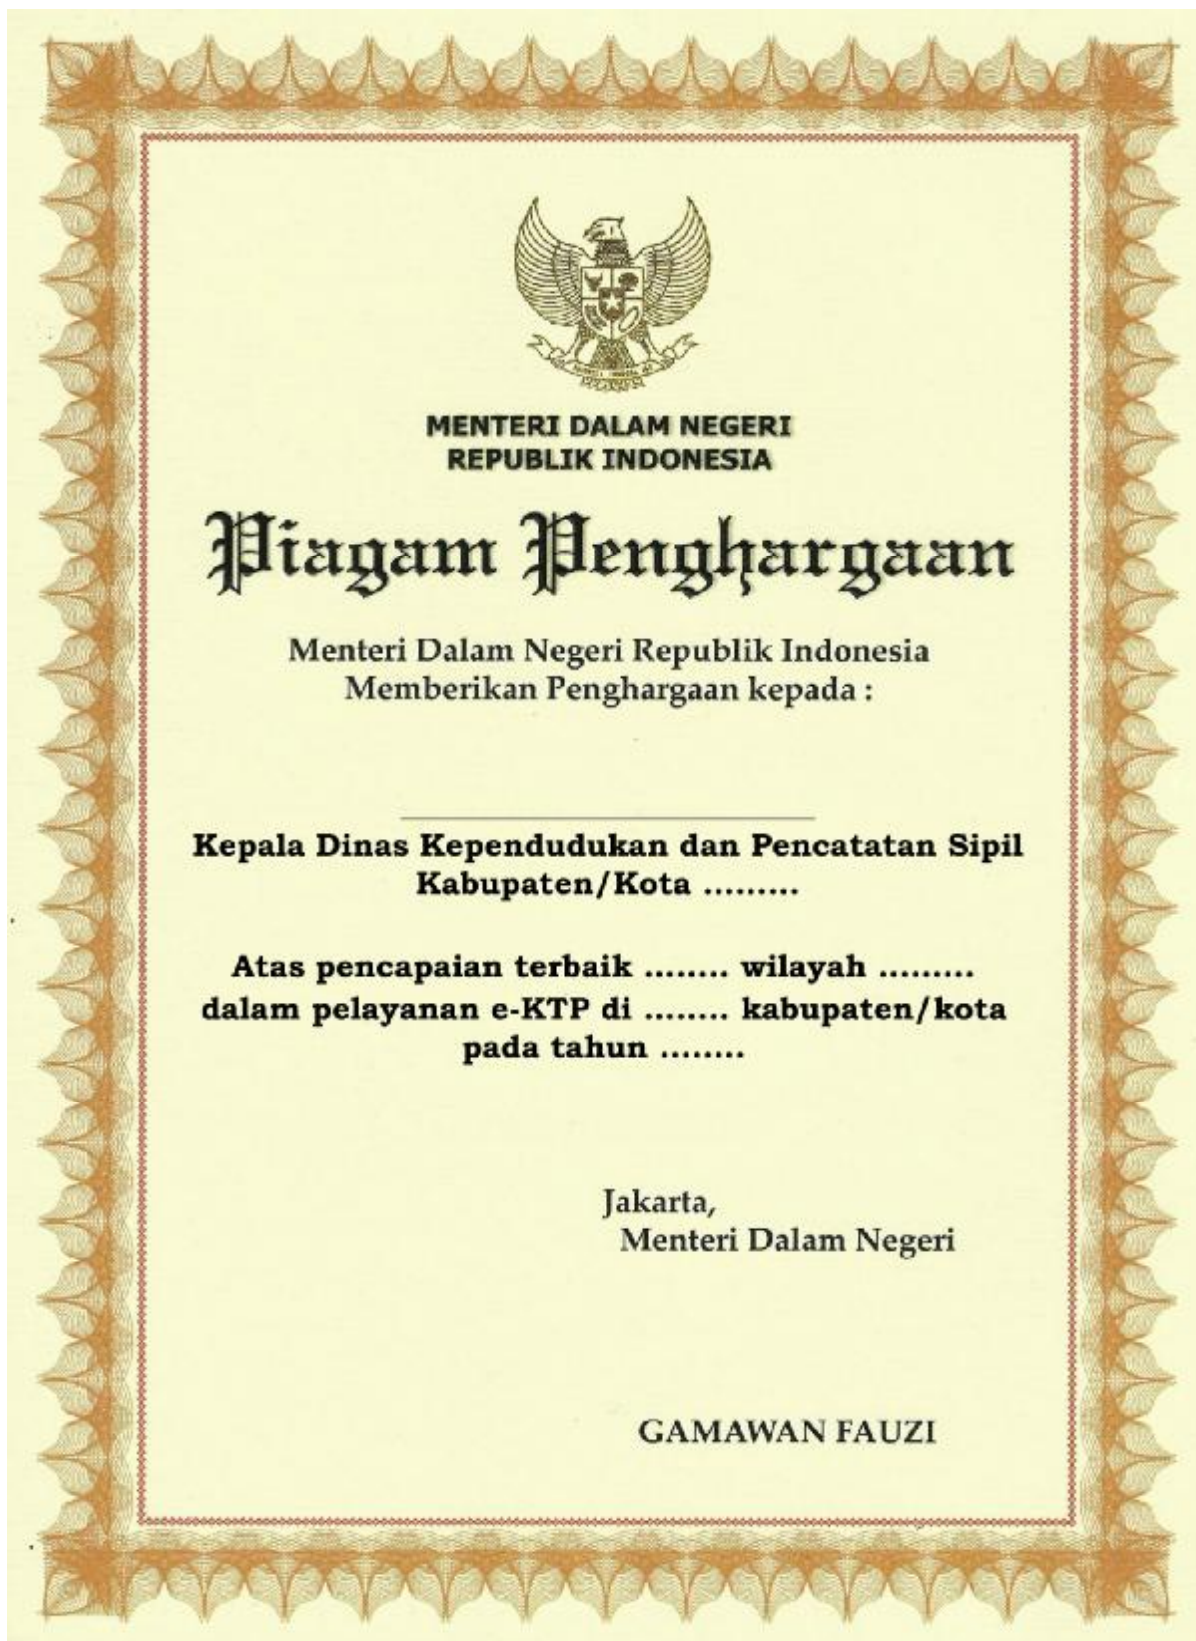 MENTERI DALAM NEGERI
REPUBLIK INDONESIA
Piagam Penghargaan
Menteri Dalam Negeri Republik Indonesia
Memberikan Penghargaan kepada :
Kepala Dinas Kependudukan dan Pencatatan Sipil
Kabupaten/Kota .........
Atas pencapaian terbaik ........ wilayah .........
dalam pelayanan e-KTP di ........ kabupaten/kota
pada tahun ........
Jakarta,
Menteri Dalam Negeri
GAMAWAN FAUZI